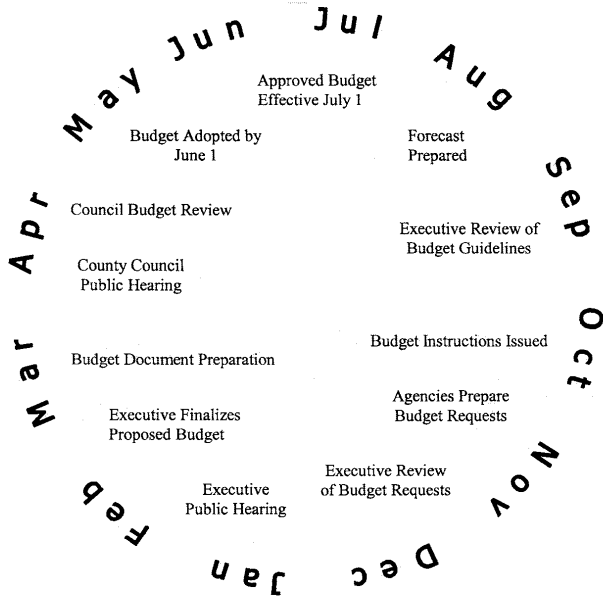 Jul
Aug
Sep
Oct
Nov
Dec
Jan
Feb
Mar
Apr
May
Jun
Approved Budget
Effective July 1
Forecast
Prepared
Executive Review of
Budget Guidelines
Budget Instructions Issued
Agencies Prepare
Budget Requests
Executive Review
of Budget Requests
Executive
Public Hearing
Executive Finalizes
Proposed Budget
Budget Document Preparation
County Council
Public Hearing
Council Budget Review
Budget Adopted by
June 1